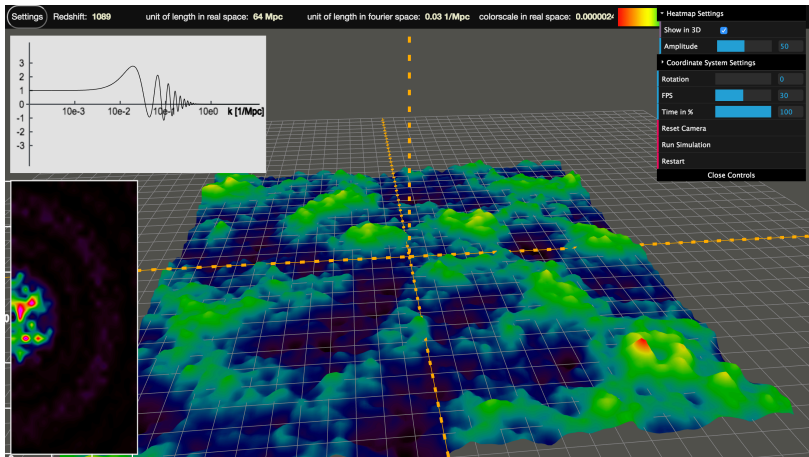 Settings Redshift: 1089 unit of length in real space: 64 Mpc unit of length in fourier space: 0.03 1/Mpc colorscale in real space: 0.0000024
Heatmap Settings
Show in 3D
Amplitude 50
Coordinate System Settings
Rotation 0
FPS 30
Time in % 100
Reset Camera
Run Simulation
Restart
Close Controls
3
2
1
0
10e-3 10e-2 10e-1 10e0 k [1/Mpc]
-1
-2
-3